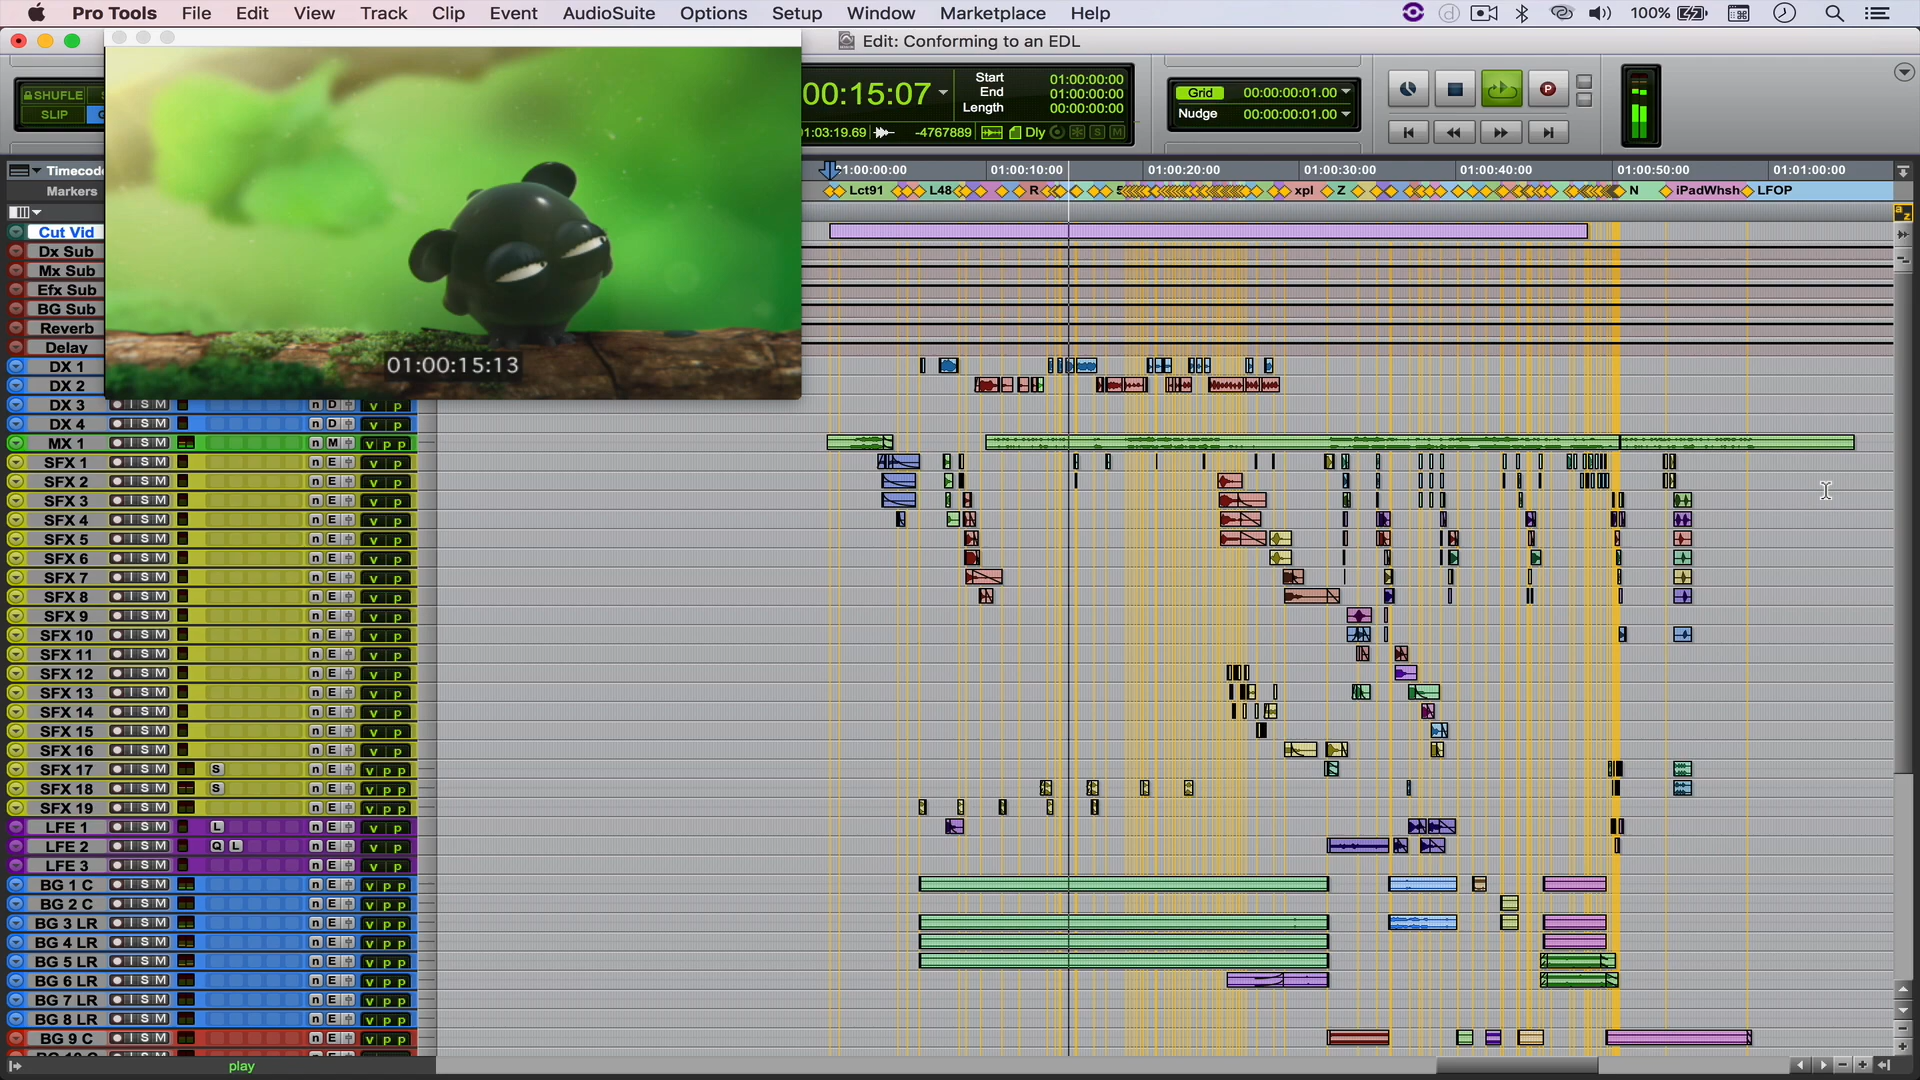 Pro Tools File Edit View Track Clip Event AudioSuite Options Setup Window Marketplace Help 100%
Edit: Conforming to an EDL
SHUFFLE
SLIP
00:15:07
Start 01:00:00:00
End 01:00:00:00
Length 00:00:00:00
01:03:19.69 -4767889 Dly S M
Grid 00:00:00:01.00
Nudge 00:00:00:01.00
P
Timecode 01:00:00:00 01:00:10:00 01:00:20:00 01:00:30:00 01:00:40:00 01:00:50:00 01:01:00:00
Markers Lct91 L48 R 5 xpl Z N iPadWhsh LFOP
a z
Cut Vid
Dx Sub
Mx Sub
Efx Sub
BG Sub
Reverb
Delay
01:00:15:13
DX 1
DX 2
DX 3 I S M n D v p
DX 4 I S M n D v p
MX 1 I S M n M v p p
SFX 1 I S M n E v p
SFX 2 I S M n E v p
SFX 3 I S M n E v p
SFX 4 I S M n E v p
SFX 5 I S M n E v p
SFX 6 I S M n E v p
SFX 7 I S M n E v p
SFX 8 I S M n E v p
SFX 9 I S M n E v p
SFX 10 I S M n E v p
SFX 11 I S M n E v p
SFX 12 I S M n E v p
SFX 13 I S M n E v p
SFX 14 I S M n E v p
SFX 15 I S M n E v p
SFX 16 I S M n E v p
SFX 17 I S M S n E v p p
SFX 18 I S M S n E v p p
SFX 19 I S M n E v p p
LFE 1 I S M L n E v p
LFE 2 I S M Q L n E v p
LFE 3 I S M n E v p
BG 1 C I S M n E v p p
BG 2 C I S M n E v p p
BG 3 LR I S M n E v p p
BG 4 LR I S M n E v p p
BG 5 LR I S M n E v p p
BG 6 LR I S M n E v p p
BG 7 LR I S M n E v p p
BG 8 LR I S M n E v p p
BG 9 C I S M n E v p p
play